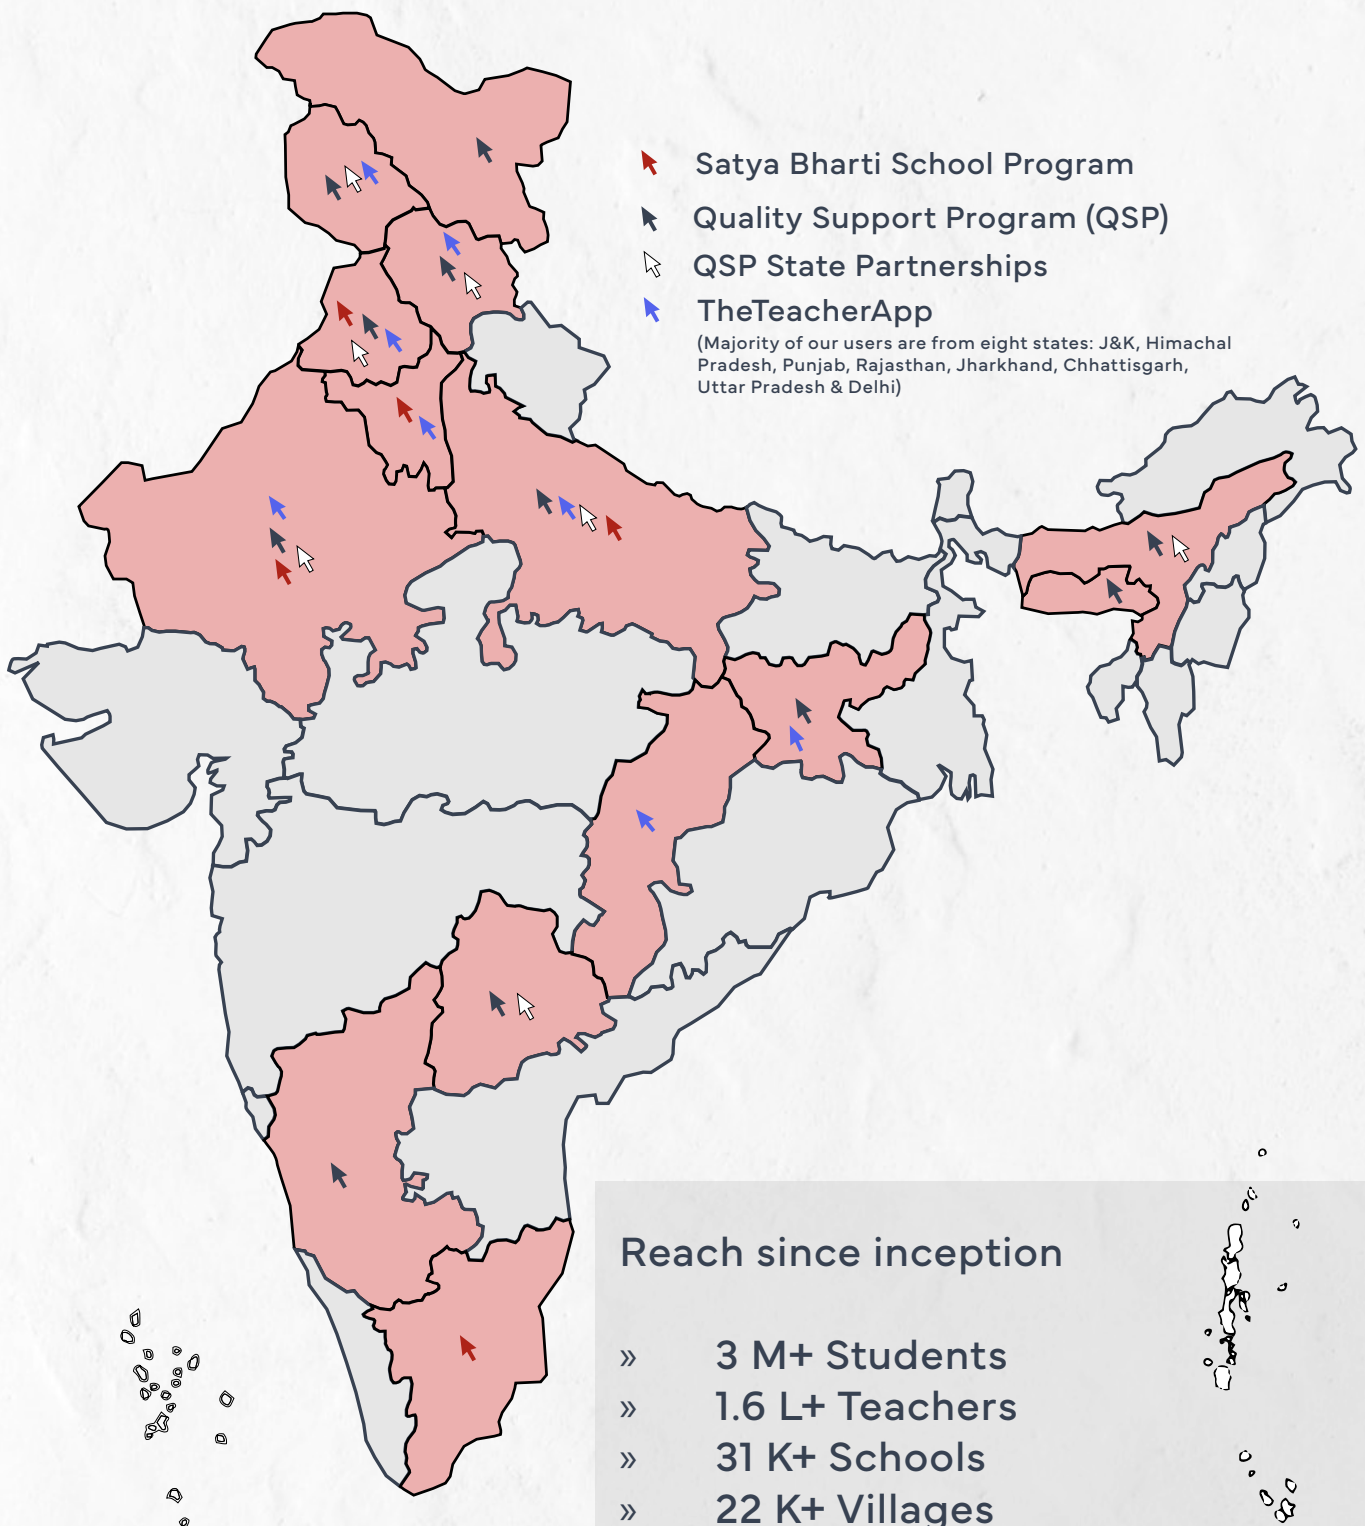 Satya Bharti School Program
Quality Support Program (QSP)
QSP State Partnerships
TheTeacherApp
(Majority of our users are from eight states: J&K, Himachal
Pradesh, Punjab, Rajasthan, Jharkhand, Chhattisgarh,
Uttar Pradesh & Delhi)
Reach since inception
» 3 M+ Students
» 1.6 L+ Teachers
» 31 K+ Schools
» 22 K+ Villages